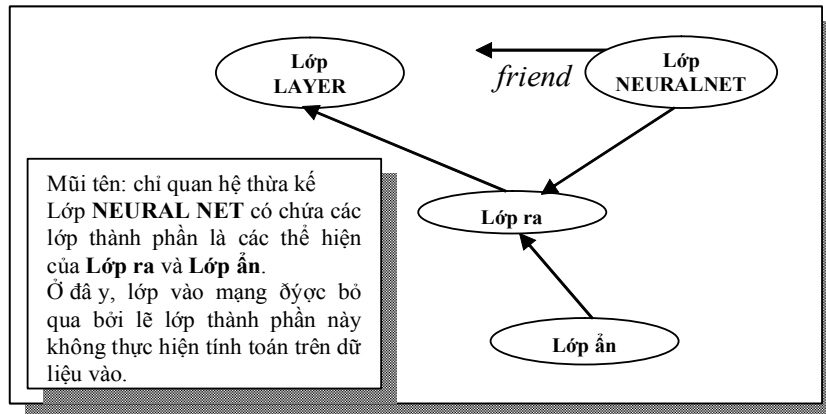 Lớp
LAYER
friend
Lớp
NEURALNET
Mũi tên: chỉ quan hệ thừa kế
Lớp NEURAL NET có chứa các
lớp thành phần là các thể hiện
của Lớp ra và Lớp ẩn.
Ở đâ y, lớp vào mạng ðýợc bỏ
qua bởi lẽ lớp thành phần này
không thực hiện tính toán trên dữ
liệu vào.
Lớp ra
Lớp ẩn